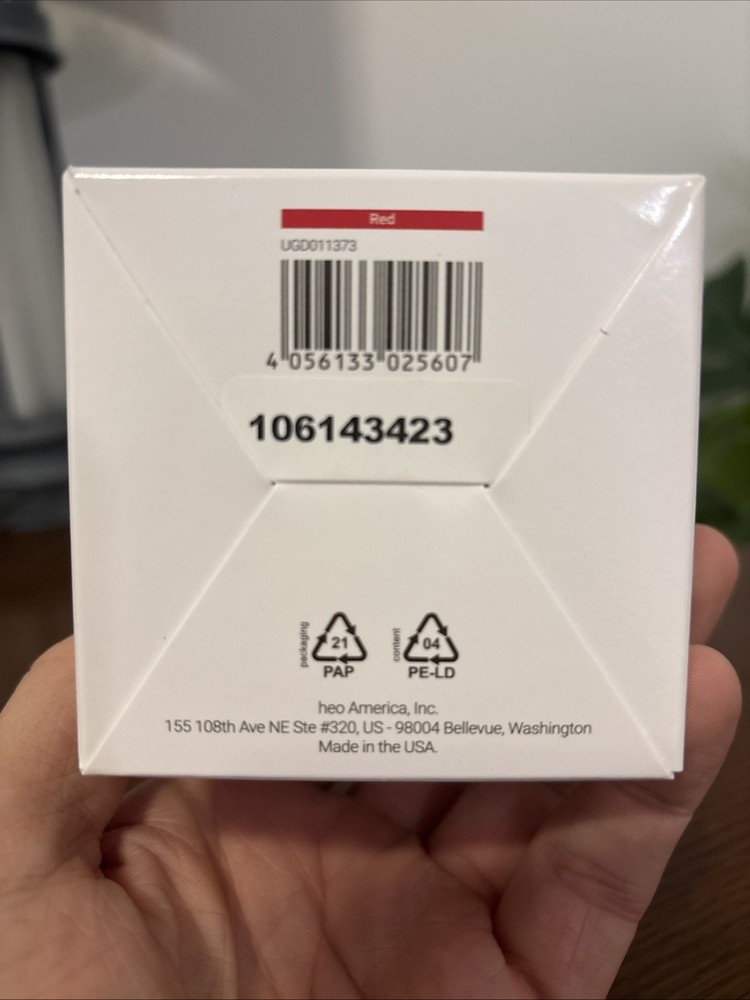 Red
UGD011373
4 056133 025607
106143423
packaging
21
PAP
content
04
PE-LD
heo America, Inc.
155 108th Ave NE Ste #320, US - 98004 Bellevue, Washington
Made in the USA.